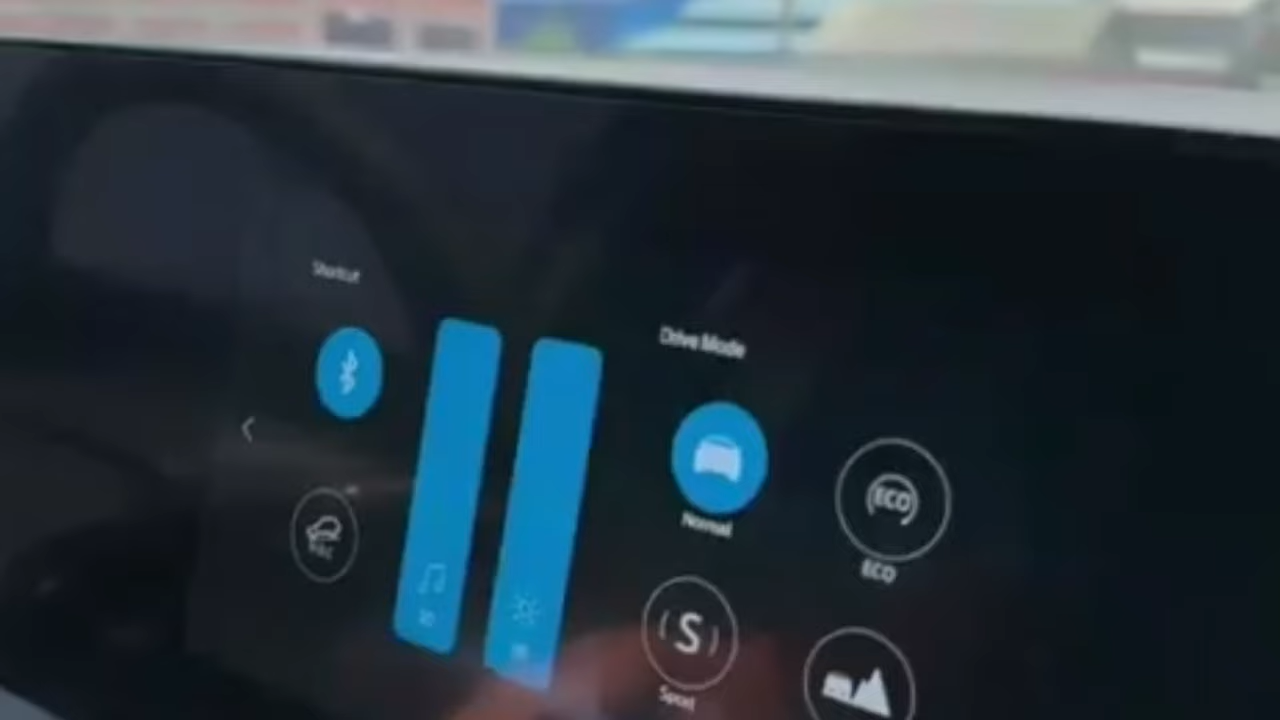 Shortcut
Drive Mode
Normal
ECO
ECO
S
Sport